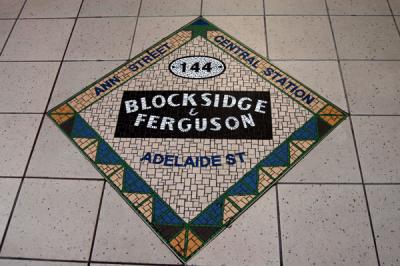 ANN STREET
CENTRAL STATION
144
BLOCKSIDGE
&
FERGUSON
ADELAIDE ST